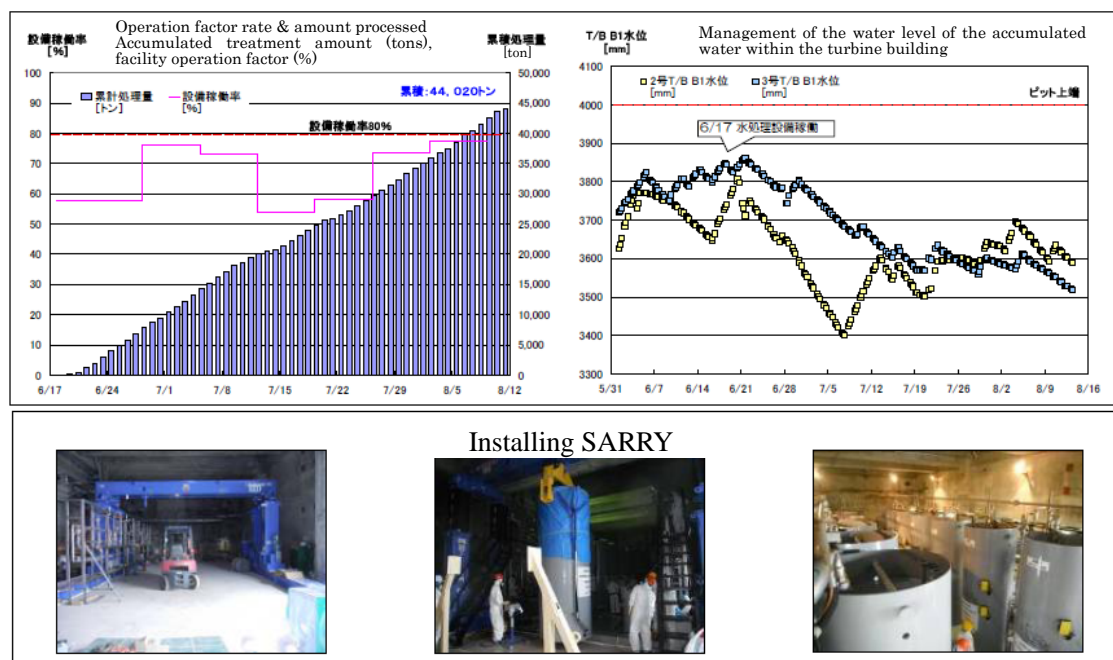 Operation factor rate & amount processed
Accumulated treatment amount (tons),
facility operation factor (%)
設備稼働率
[%]
累積処理量
[ton]
累積:44,020トン
累計処理量
[トン]
設備稼働率
[%]
設備稼働率80%
100
90
80
70
60
50
40
30
20
10
0
50,000
45,000
40,000
35,000
30,000
25,000
20,000
15,000
10,000
5,000
0
6/17
6/24
7/1
7/8
7/15
7/22
7/29
8/5
8/12
Management of the water level of the accumulated
water within the turbine building
T/B B1水位
[mm]
2号T/B B1水位
[mm]
3号T/B B1水位
[mm]
ピット上端
6/17 水処理設備稼働
4100
4000
3900
3800
3700
3600
3500
3400
3300
5/31
6/7
6/14
6/21
6/28
7/5
7/12
7/19
7/26
8/2
8/9
8/16
Installing SARRY